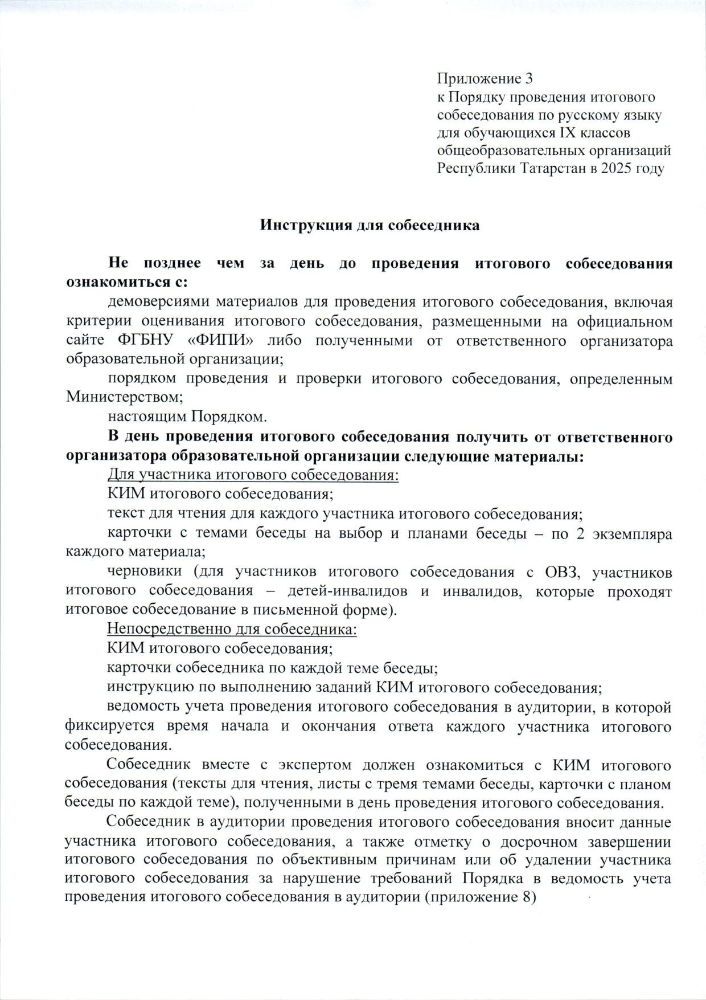 Приложение 3
к Порядку проведения итогового
собеседования по русскому языку
для обучающихся IX классов
общеобразовательных организаций
Республики Татарстан в 2025 году
Инструкция для собеседника
Не позднее чем за день до проведения итогового собеседования
ознакомиться с:
демоверсиями материалов для проведения итогового собеседования, включая
критерии оценивания итогового собеседования, размещенными на официальном
сайте ФГБНУ «ФИПИ» либо полученными от ответственного организатора
образовательной организации;
порядком проведения и проверки итогового собеседования, определенным
Министерством;
настоящим Порядком.
В день проведения итогового собеседования получить от ответственного
организатора образовательной организации следующие материалы:
Для участника итогового собеседования:
КИМ итогового собеседования;
текст для чтения для каждого участника итогового собеседования;
карточки с темами беседы на выбор и планами беседы – по 2 экземпляра
каждого материала;
черновики (для участников итогового собеседования с ОВЗ, участников
итогового собеседования – детей-инвалидов и инвалидов, которые проходят
итоговое собеседование в письменной форме).
Непосредственно для собеседника:
КИМ итогового собеседования;
карточки собеседника по каждой теме беседы;
инструкцию по выполнению заданий КИМ итогового собеседования;
ведомость учета проведения итогового собеседования в аудитории, в которой
фиксируется время начала и окончания ответа каждого участника итогового
собеседования.
Собеседник вместе с экспертом должен ознакомиться с КИМ итогового
собеседования (тексты для чтения, листы с тремя темами беседы, карточки с планом
беседы по каждой теме), полученными в день проведения итогового собеседования.
Собеседник в аудитории проведения итогового собеседования вносит данные
участника итогового собеседования, а также отметку о досрочном завершении
итогового собеседования по объективным причинам или об удалении участника
итогового собеседования за нарушение требований Порядка в ведомость учета
проведения итогового собеседования в аудитории (приложение 8)